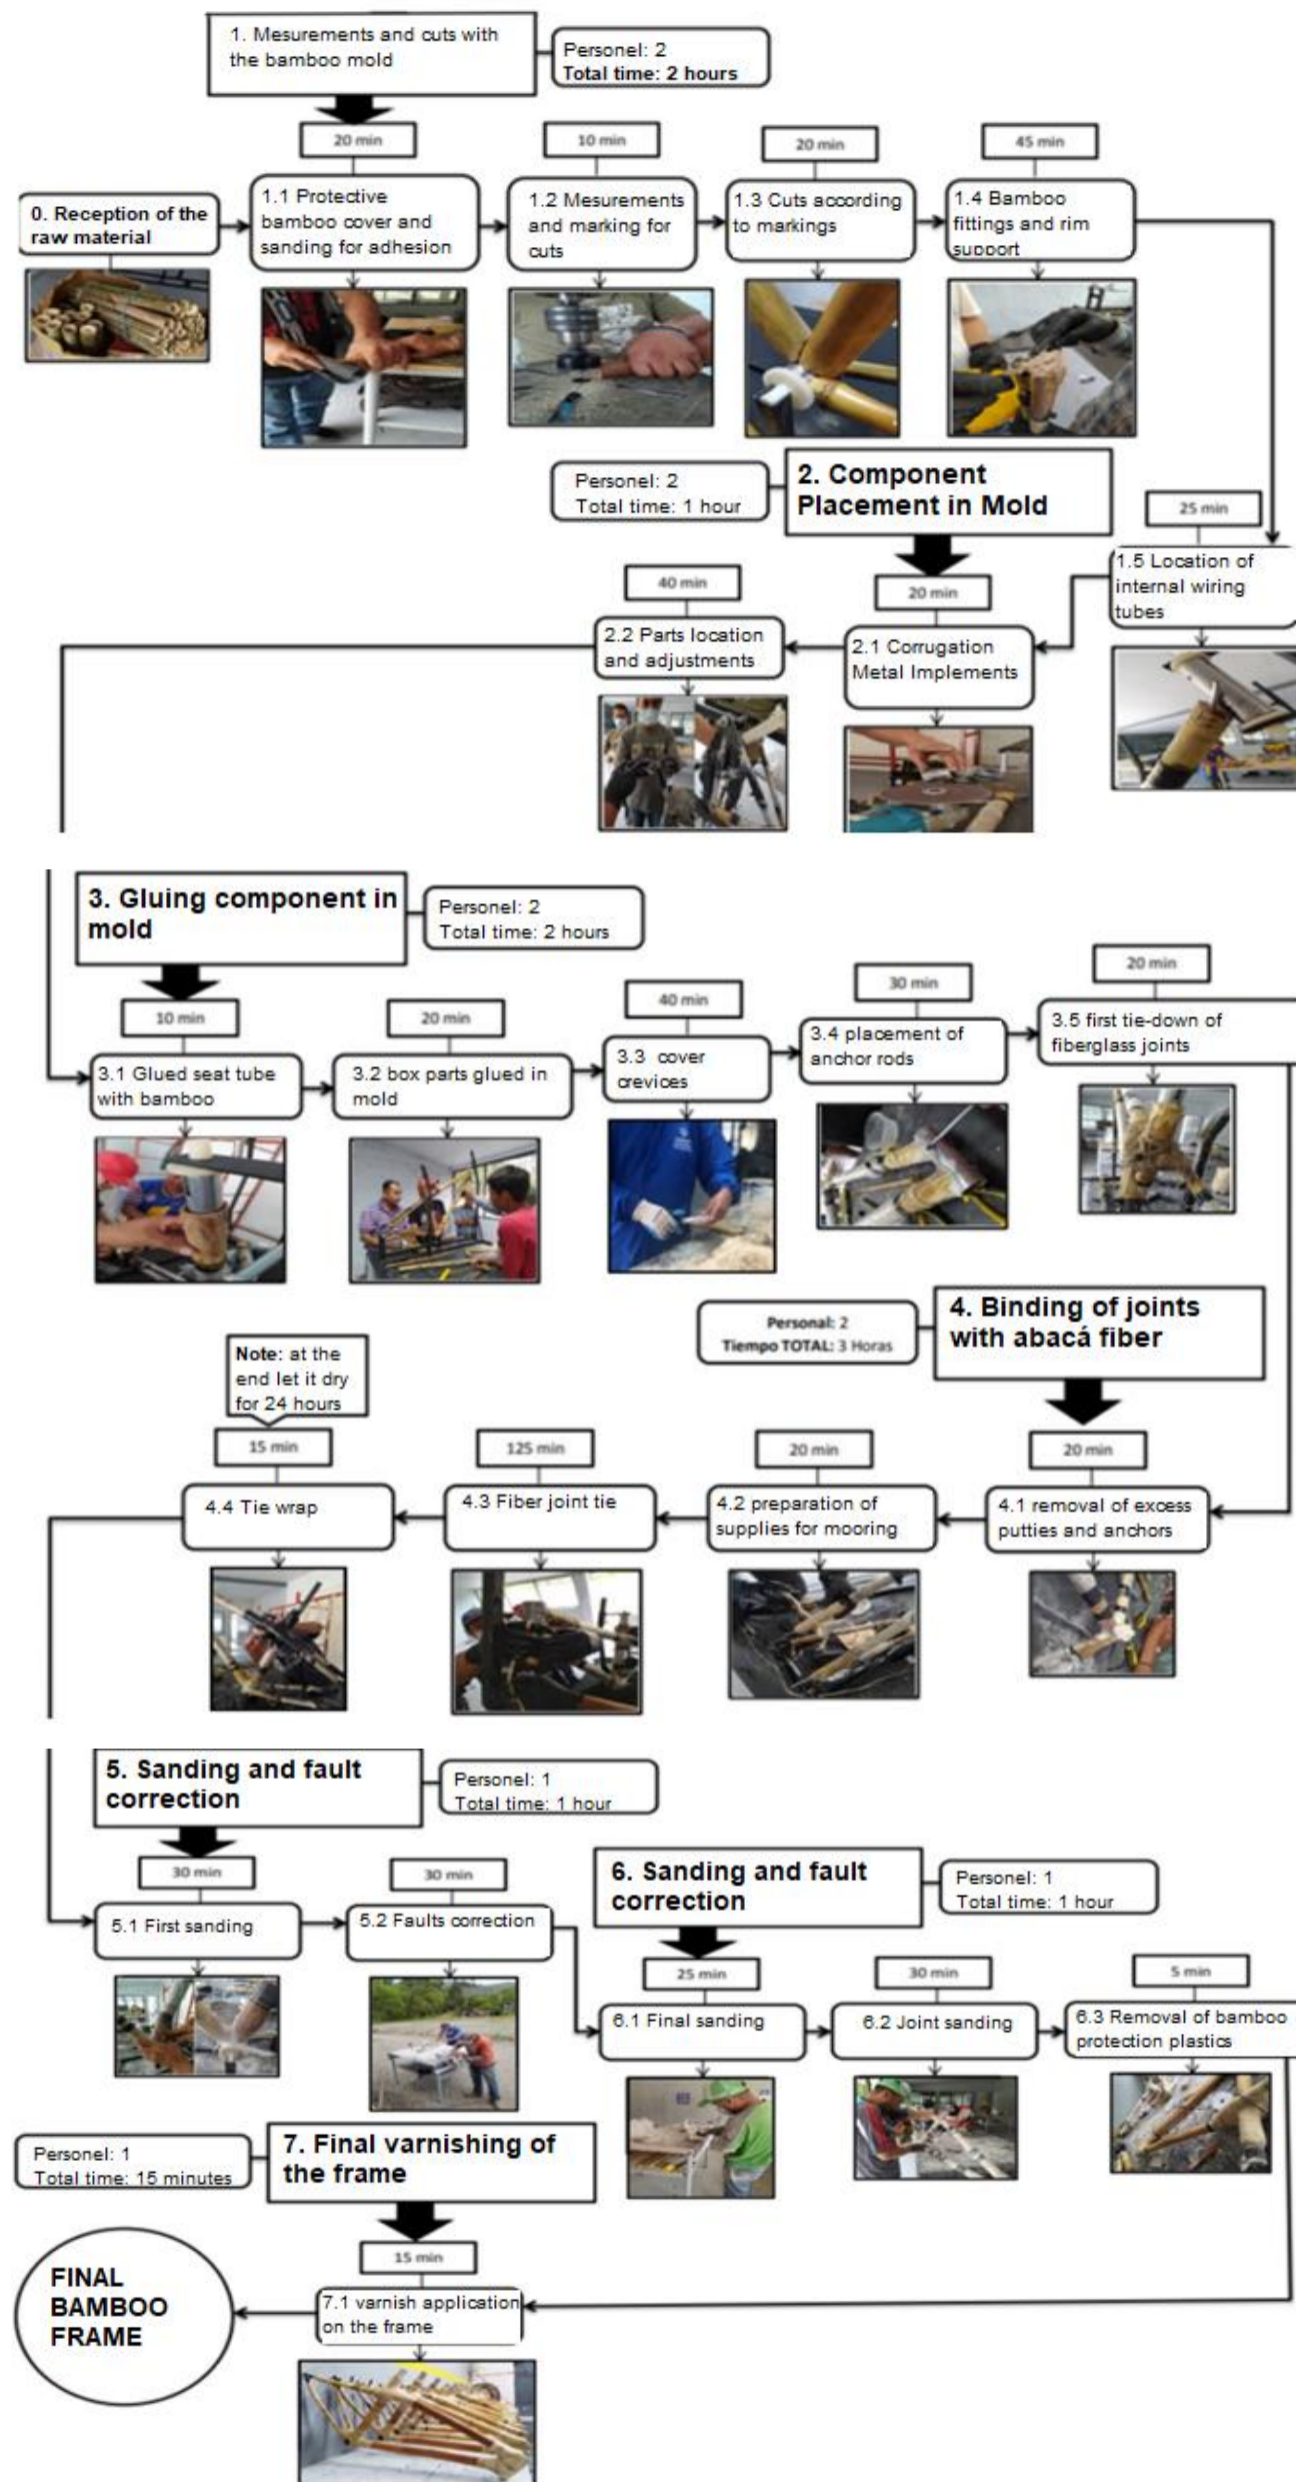 1. Mesurements and cuts with
the bamboo mold
Personel: 2
Total time: 2 hours
20 min
10 min
20 min
45 min
0. Reception of the
raw material
1.1 Protective
bamboo cover and
sanding for adhesion
1.2 Mesurements
and marking for
cuts
1.3 Cuts according
to markings
1.4 Bamboo
fittings and rim
support
Personel: 2
Total time: 1 hour
2. Component
Placement in Mold
25 min
1.5 Location of
internal wiring
tubes
40 min
20 min
2.2 Parts location
and adjustments
2.1 Corrugation
Metal Implements
3. Gluing component in
mold
Personel: 2
Total time: 2 hours
10 min
20 min
40 min
30 min
20 min
3.1 Glued seat tube
with bamboo
3.2 box parts glued in
mold
3.3 cover
crevices
3.4 placement of
anchor rods
3.5 first tie-down of
fiberglass joints
Personal: 2
Tiempo TOTAL: 3 Horas
4. Binding of joints
with abacá fiber
Note: at the
end let it dry
for 24 hours
15 min
125 min
20 min
20 min
4.4 Tie wrap
4.3 Fiber joint tie
4.2 preparation of
supplies for mooring
4.1 removal of excess
putties and anchors
5. Sanding and fault
correction
Personel: 1
Total time: 1 hour
30 min
30 min
5.1 First sanding
5.2 Faults correction
6. Sanding and fault
correction
Personel: 1
Total time: 1 hour
25 min
30 min
5 min
6.1 Final sanding
6.2 Joint sanding
6.3 Removal of bamboo
protection plastics
Personel: 1
Total time: 15 minutes
7. Final varnishing of
the frame
15 min
7.1 varnish application
on the frame
FINAL
BAMBOO
FRAME